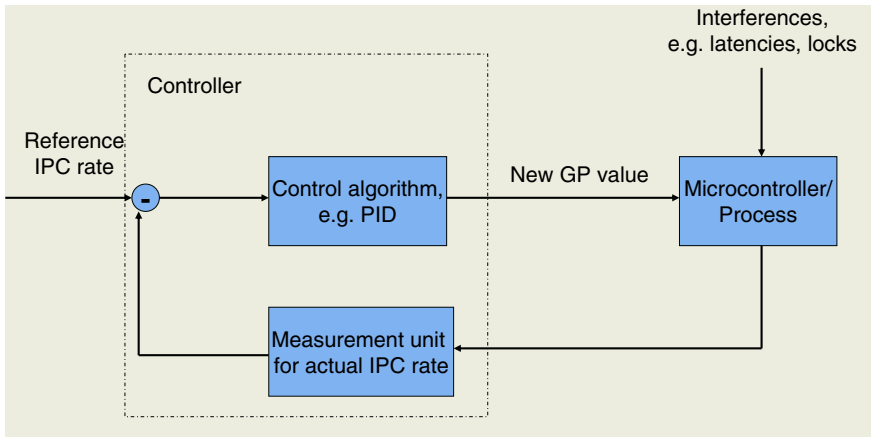 Interferences,
e.g. latencies, locks
Controller
Reference
IPC rate
-
Control algorithm,
e.g. PID
New GP value
Microcontroller/
Process
Measurement unit
for actual IPC rate